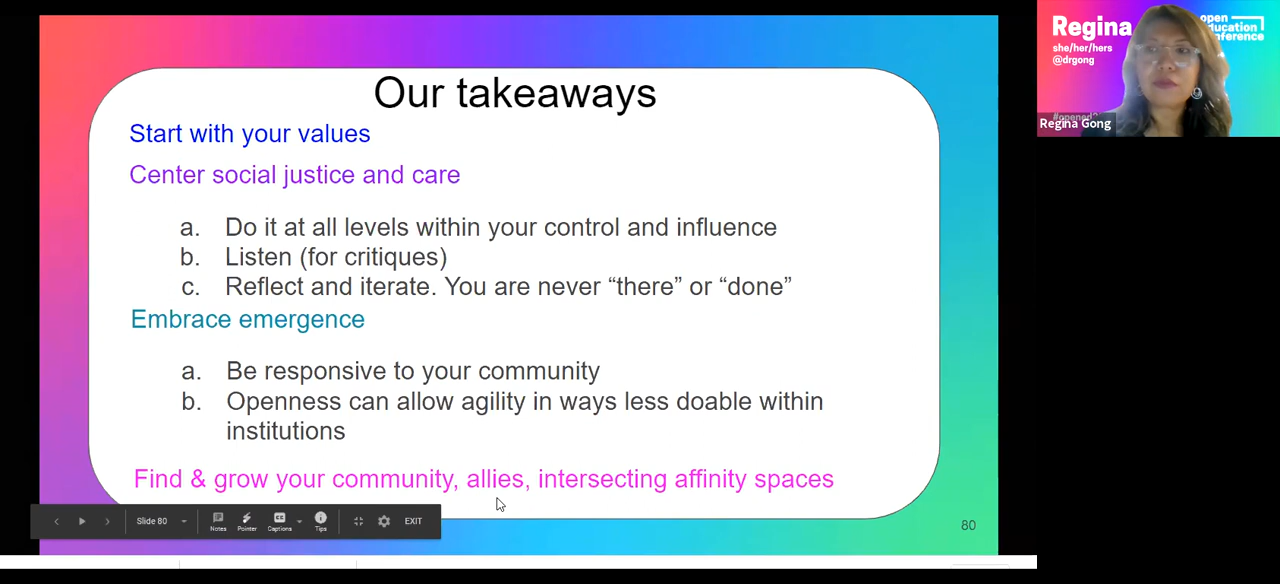 Our takeaways
Start with your values
Center social justice and care
a. Do it at all levels within your control and influence
b. Listen (for critiques)
c. Reflect and iterate. You are never “there” or “done”
Embrace emergence
a. Be responsive to your community
b. Openness can allow agility in ways less doable within
institutions
Find & grow your community, allies, intersecting affinity spaces
Slide 80
Notes
Pointer
Captions
Tips
EXIT
80
Regina
she/her/hers
@drgong
open
education
conference
Regina Gong